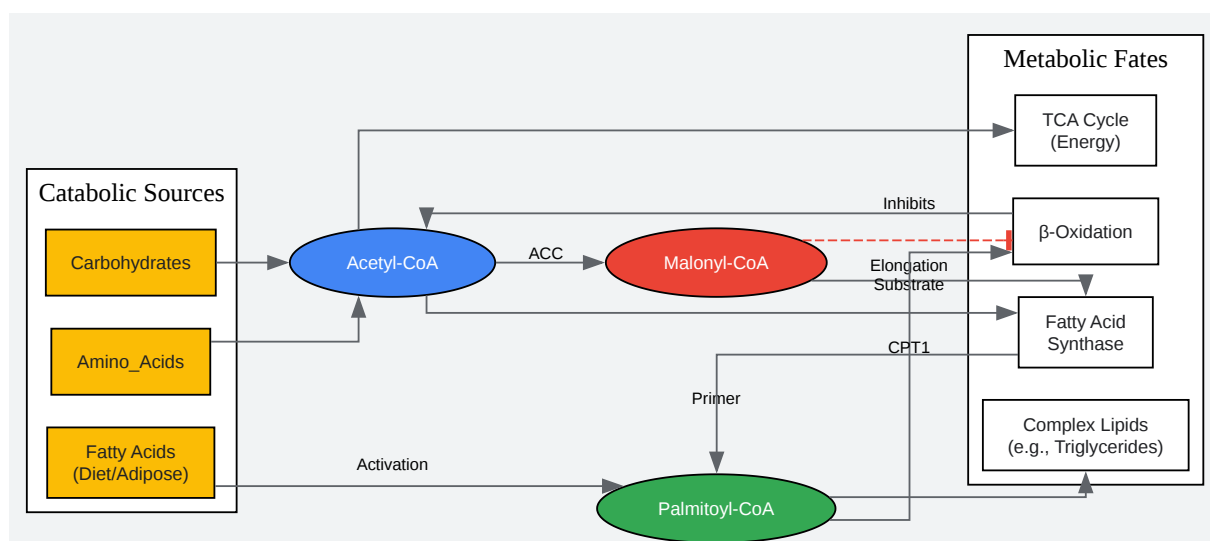 Metabolic Fates
TCA Cycle
(Energy)
Catabolic Sources
Inhibits
β-Oxidation
Carbohydrates
Acetyl-CoA
ACC
Malonyl-CoA
Elongation
Substrate
Fatty Acid
Synthase
Amino_Acids
CPT1
Primer
Complex Lipids
(e.g., Triglycerides)
Fatty Acids
(Diet/Adipose)
Activation
Palmitoyl-CoA